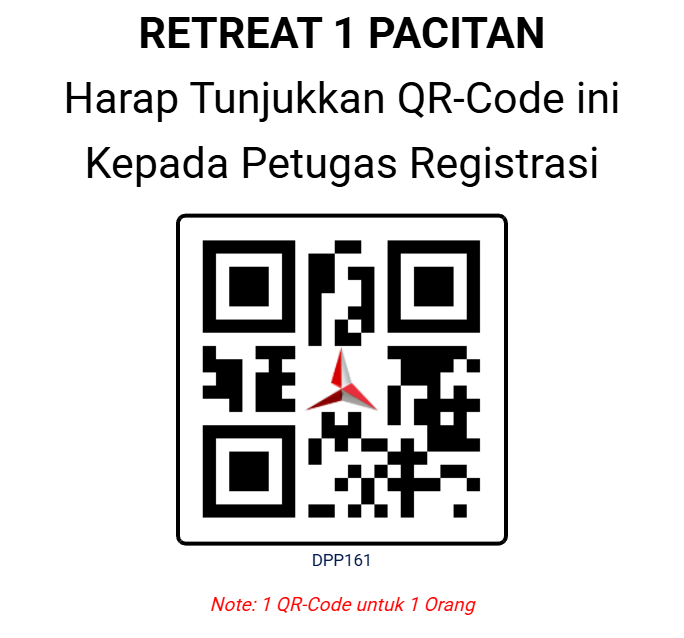 RETREAT 1 PACITAN
Harap Tunjukkan QR-Code ini
Kepada Petugas Registrasi
DPP161
Note: 1 QR-Code untuk 1 Orang